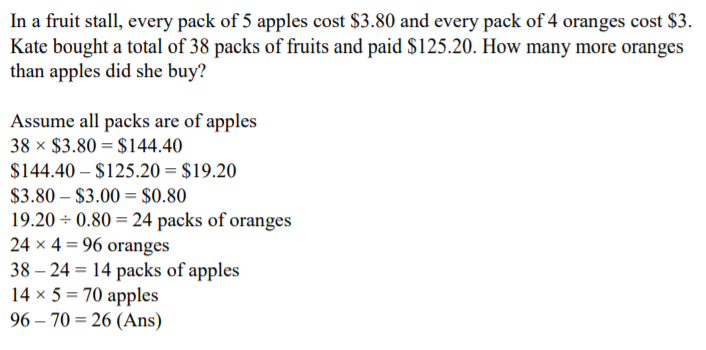 In a fruit stall, every pack of 5 apples cost $3.80 and every pack of 4 oranges cost $3.
Kate bought a total of 38 packs of fruits and paid $125.20. How many more oranges
than apples did she buy?
Assume all packs are of apples
38 × $3.80 = $144.40
$144.40 – $125.20 = $19.20
$3.80 – $3.00 = $0.80
19.20 ÷ 0.80 = 24 packs of oranges
24 × 4 = 96 oranges
38 – 24 = 14 packs of apples
14 × 5 = 70 apples
96 – 70 = 26 (Ans)